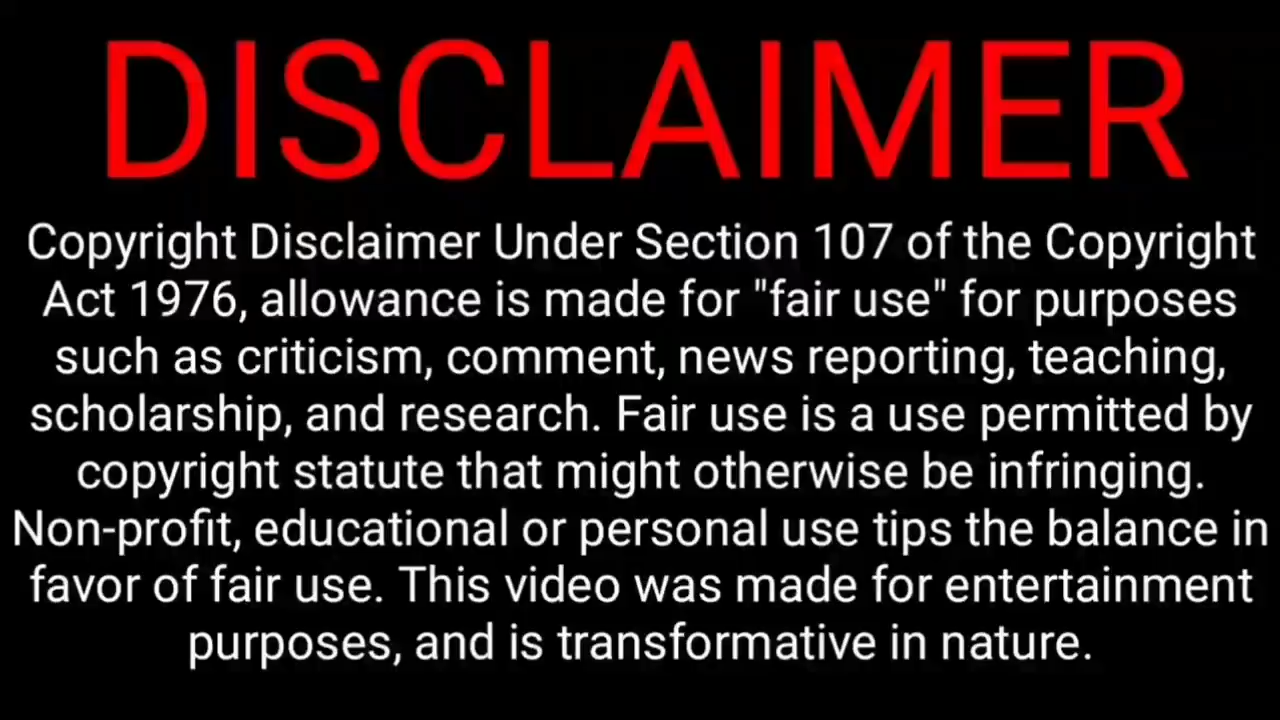 DISCLAIMER
Copyright Disclaimer Under Section 107 of the Copyright
Act 1976, allowance is made for "fair use" for purposes
such as criticism, comment, news reporting, teaching,
scholarship, and research. Fair use is a use permitted by
copyright statute that might otherwise be infringing.
Non-profit, educational or personal use tips the balance in
favor of fair use. This video was made for entertainment
purposes, and is transformative in nature.